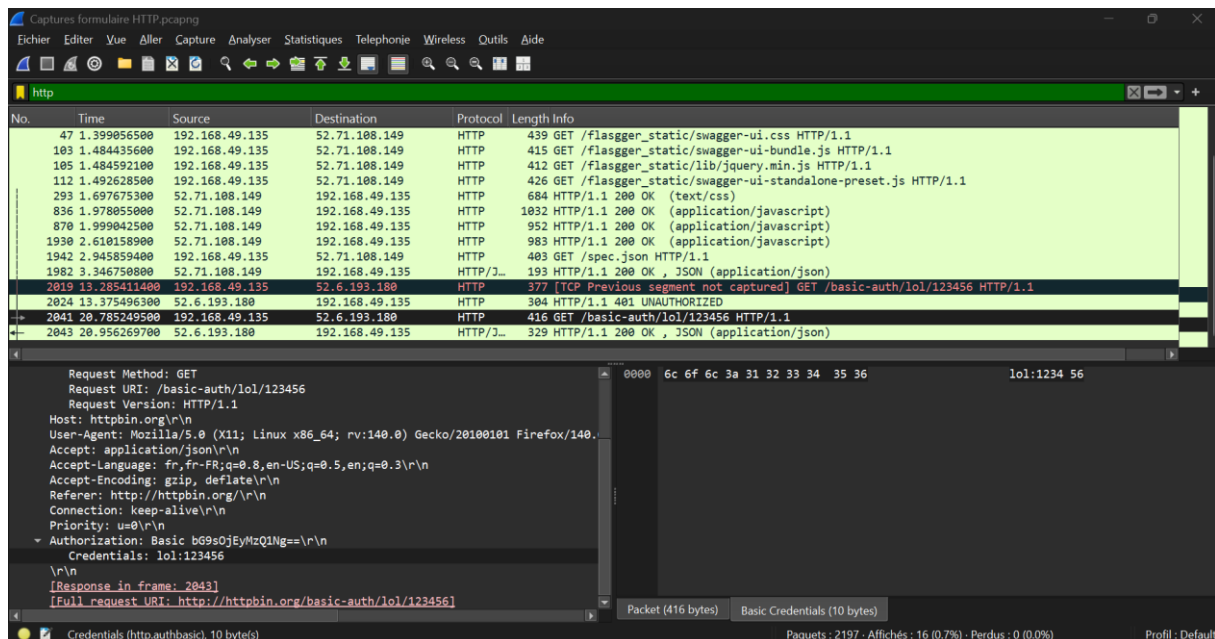 Captures formulaire HTTP.pcapng
Eichier Editer Vue Aller Capture Analyser Statistiques Telephonie Wireless Outils Aide
http
No. Time Source Destination Protocol Length Info
47 1.399056500 192.168.49.135 52.71.108.149 HTTP 439 GET /flasgger_static/swagger-ui.css HTTP/1.1
103 1.484435600 192.168.49.135 52.71.108.149 HTTP 415 GET /flasgger_static/swagger-ui-bundle.js HTTP/1.1
105 1.484592100 192.168.49.135 52.71.108.149 HTTP 412 GET /flasgger_static/lib/jquery.min.js HTTP/1.1
112 1.492628500 192.168.49.135 52.71.108.149 HTTP 426 GET /flasgger_static/swagger-ui-standalone-preset.js HTTP/1.1
293 1.697675300 52.71.108.149 192.168.49.135 HTTP 684 HTTP/1.1 200 OK (text/css)
836 1.978055000 52.71.108.149 192.168.49.135 HTTP 1032 HTTP/1.1 200 OK (application/javascript)
870 1.999042500 52.71.108.149 192.168.49.135 HTTP 952 HTTP/1.1 200 OK (application/javascript)
1930 2.610158900 52.71.108.149 192.168.49.135 HTTP 983 HTTP/1.1 200 OK (application/javascript)
1942 2.945859400 192.168.49.135 52.71.108.149 HTTP 403 GET /spec.json HTTP/1.1
1982 3.346750800 52.71.108.149 192.168.49.135 HTTP/J… 193 HTTP/1.1 200 OK , JSON (application/json)
2019 13.285411400 192.168.49.135 52.6.193.180 HTTP 377 [TCP Previous segment not captured] GET /basic-auth/lol/123456 HTTP/1.1
2024 13.375496300 52.6.193.180 192.168.49.135 HTTP 304 HTTP/1.1 401 UNAUTHORIZED
2041 20.785249500 192.168.49.135 52.6.193.180 HTTP 416 GET /basic-auth/lol/123456 HTTP/1.1
2043 20.956269700 52.6.193.180 192.168.49.135 HTTP/J… 329 HTTP/1.1 200 OK , JSON (application/json)
Request Method: GET
Request URI: /basic-auth/lol/123456
Request Version: HTTP/1.1
Host: httpbin.org\r\n
User-Agent: Mozilla/5.0 (X11; Linux x86_64; rv:140.0) Gecko/20100101 Firefox/140.
Accept: application/json\r\n
Accept-Language: fr,fr-FR;q=0.8,en-US;q=0.5,en;q=0.3\r\n
Accept-Encoding: gzip, deflate\r\n
Referer: http://httpbin.org/\r\n
Connection: keep-alive\r\n
Priority: u=0\r\n
Authorization: Basic bG9sOjEyMzQ1Ng==\r\n
Credentials: lol:123456
\r\n
[Response in frame: 2043]
[Full request URI: http://httpbin.org/basic-auth/lol/123456]
0000 6c 6f 6c 3a 31 32 33 34 35 36 lol:1234 56
Packet (416 bytes) Basic Credentials (10 bytes)
Credentials (http.authbasic), 10 byte(s) Paquets : 2197 · Affichés : 16 (0.7%) · Perdus : 0 (0.0%) Profil : Default